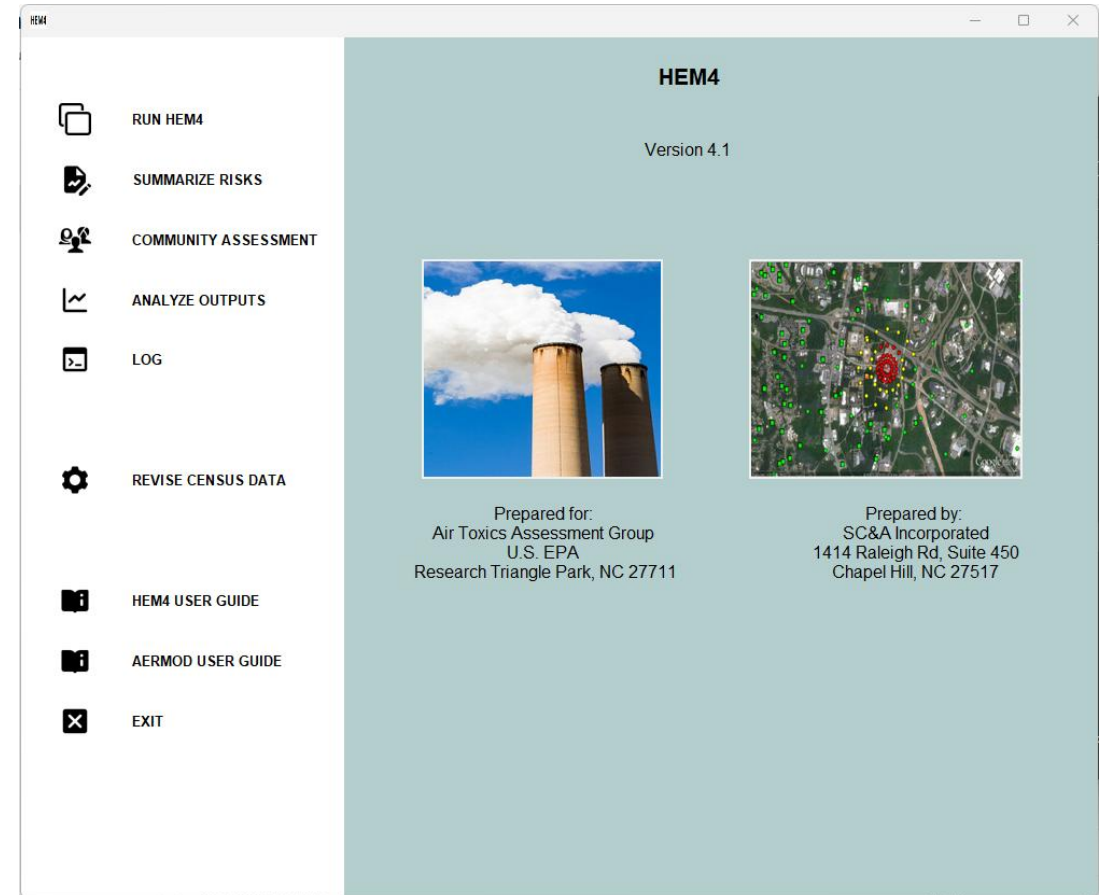 HEM4
RUN HEM4
SUMMARIZE RISKS
COMMUNITY ASSESSMENT
ANALYZE OUTPUTS
LOG
REVISE CENSUS DATA
HEM4 USER GUIDE
AERMOD USER GUIDE
EXIT
HEM4
Version 4.1
Prepared for:
Air Toxics Assessment Group
U.S. EPA
Research Triangle Park, NC 27711
Prepared by:
SC&A Incorporated
1414 Raleigh Rd, Suite 450
Chapel Hill, NC 27517